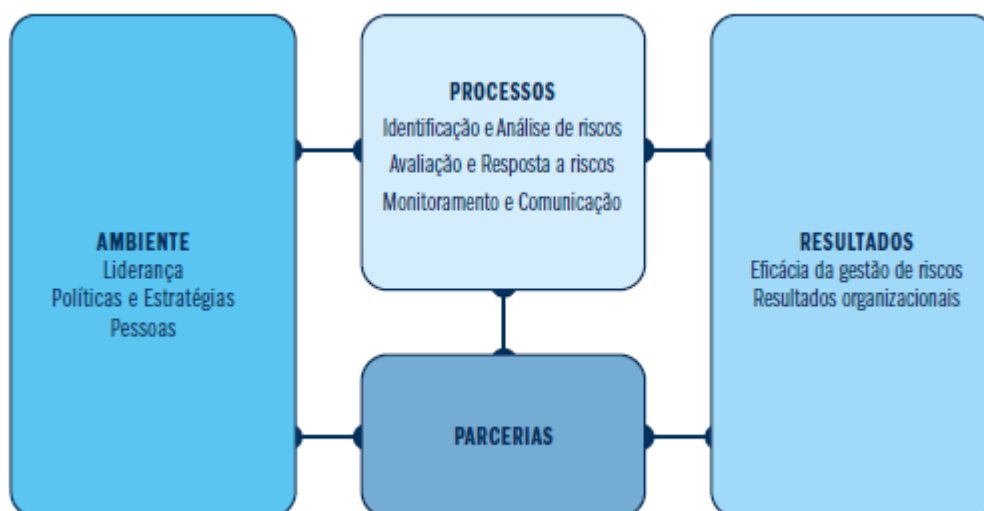 AMBIENTE
Liderança
Políticas e Estratégias
Pessoas
PROCESSOS
Identificação e Análise de riscos
Avaliação e Resposta a riscos
Monitoramento e Comunicação
PARCERIAS
RESULTADOS
Eficácia da gestão de riscos
Resultados organizacionais